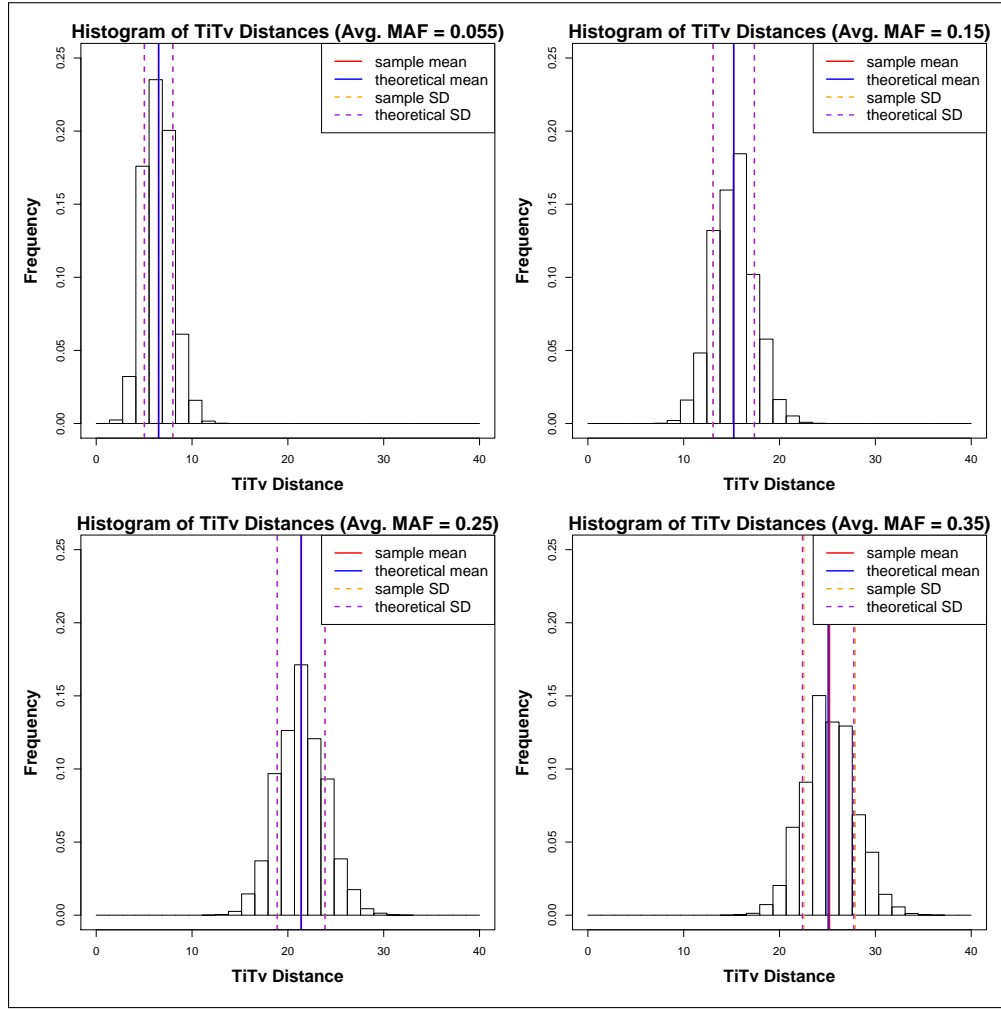 Histogram of TiTv Distances (Avg. MAF = 0.055)
sample mean
theoretical mean
sample SD
theoretical SD
Frequency
0.00
0.05
0.10
0.15
0.20
0.25
0
10
20
30
40
TiTv Distance
Histogram of TiTv Distances (Avg. MAF = 0.15)
sample mean
theoretical mean
sample SD
theoretical SD
Frequency
0.00
0.05
0.10
0.15
0.20
0.25
0
10
20
30
40
TiTv Distance
Histogram of TiTv Distances (Avg. MAF = 0.25)
sample mean
theoretical mean
sample SD
theoretical SD
Frequency
0.00
0.05
0.10
0.15
0.20
0.25
0
10
20
30
40
TiTv Distance
Histogram of TiTv Distances (Avg. MAF = 0.35)
sample mean
theoretical mean
sample SD
theoretical SD
Frequency
0.00
0.05
0.10
0.15
0.20
0.25
0
10
20
30
40
TiTv Distance